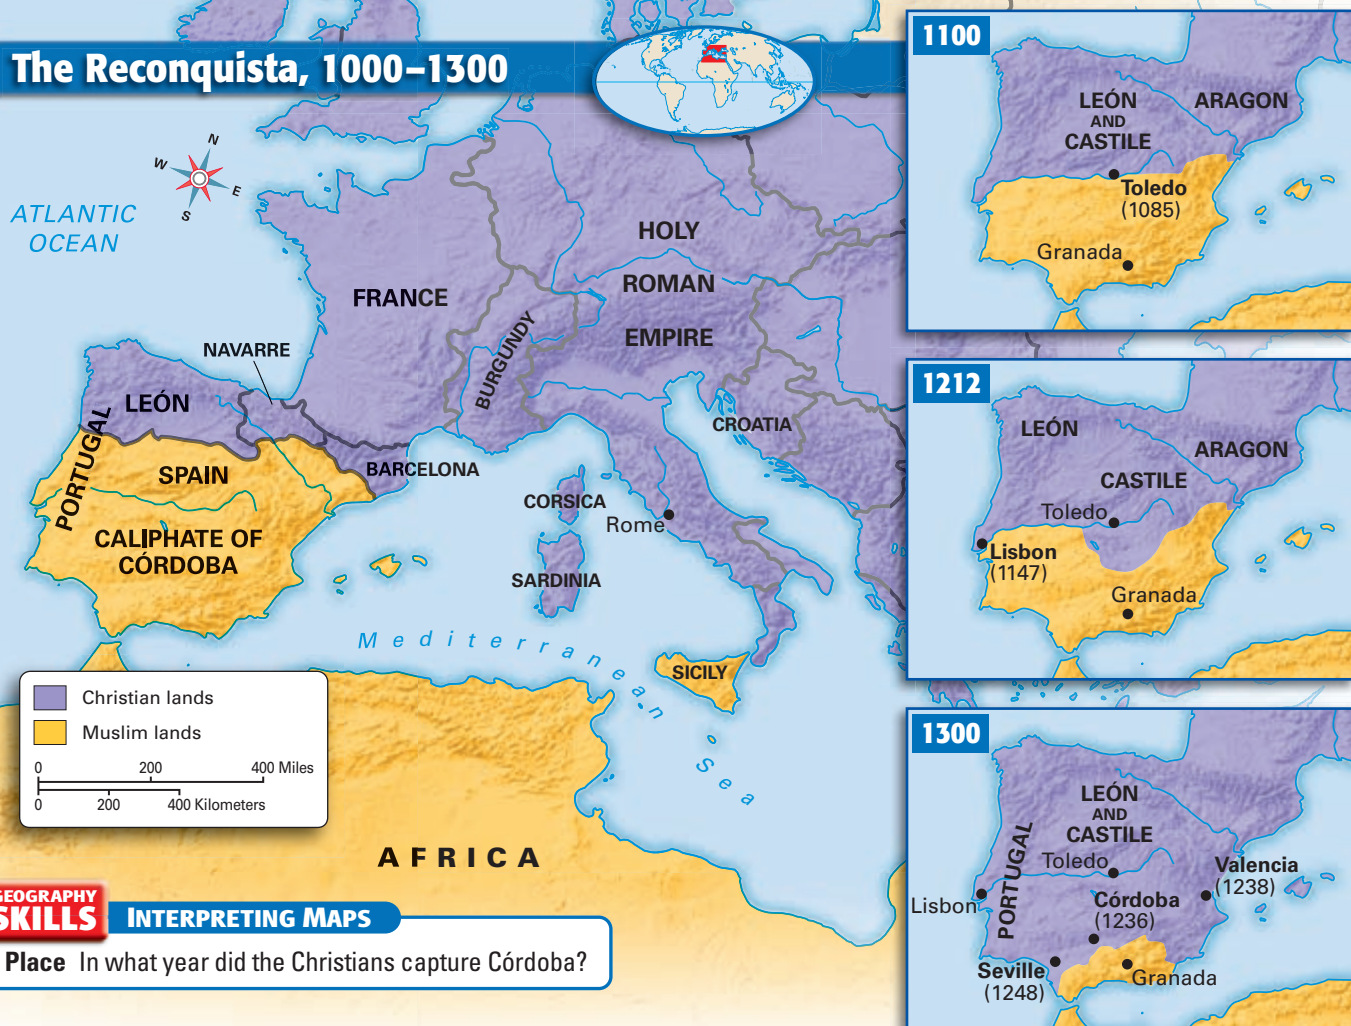 The Reconquista, 1000–1300
N
W
E
S
ATLANTIC
OCEAN
HOLY
ROMAN
EMPIRE
FRANCE
BURGUNDY
NAVARRE
LEÓN
PORTUGAL
SPAIN
CALIPHATE OF
CÓRDOBA
BARCELONA
CROATIA
CORSICA
Rome
SARDINIA
Mediterranean Sea
SICILY
AFRICA
Christian lands
Muslim lands
0 200 400 Miles
0 200 400 Kilometers
GEOGRAPHY
SKILLS
INTERPRETING MAPS
Place In what year did the Christians capture Córdoba?
1100
LEÓN
AND
CASTILE
ARAGON
Toledo
(1085)
Granada
1212
LEÓN
ARAGON
CASTILE
Toledo
Lisbon
(1147)
Granada
1300
LEÓN
AND
CASTILE
PORTUGAL
Toledo
Valencia
(1238)
Lisbon
Córdoba
(1236)
Seville
(1248)
Granada